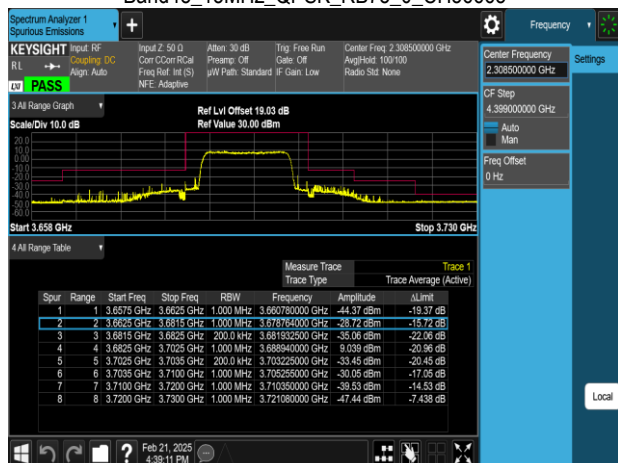 Spectrum Analyzer 1
Spurious Emissions
Frequency
KEYSIGHT
RL
Input: RF
Coupling: DC
Align: Auto
Input Z: 50 Ω
Corr CCorr RCal
Freq Ref: Int (S)
NFE: Adaptive
Atten: 30 dB
Preamp: Off
µW Path: Standard
Trig: Free Run
Gate: Off
IF Gain: Low
Center Freq: 2.308500000 GHz
Avg|Hold: 100/100
Radio Std: None
LXI PASS
Center Frequency
2.308500000 GHz
Settings
CF Step
4.399000000 GHz
Auto
Man
Freq Offset
0 Hz
3 All Range Graph
Scale/Div 10.0 dB
Ref Lvl Offset 19.03 dB
Ref Value 30.00 dBm
20.0
10.0
0.00
-10.0
-20.0
-30.0
-40.0
-50.0
-60.0
Start 3.658 GHz
Stop 3.730 GHz
4 All Range Table
Measure Trace Trace 1
Trace Type Trace Average (Active)
Spur Range Start Freq Stop Freq RBW Frequency Amplitude ΔLimit
1 1 3.6575 GHz 3.6625 GHz 1.000 MHz 3.660780000 GHz -44.37 dBm -19.37 dB
2 2 3.6625 GHz 3.6815 GHz 1.000 MHz 3.678764000 GHz -28.72 dBm -15.72 dB
3 3 3.6815 GHz 3.6825 GHz 200.0 kHz 3.681932500 GHz -35.06 dBm -22.06 dB
4 4 3.6825 GHz 3.7025 GHz 1.000 MHz 3.688940000 GHz 9.039 dBm -20.96 dB
5 5 3.7025 GHz 3.7035 GHz 200.0 kHz 3.703225000 GHz -33.45 dBm -20.45 dB
6 6 3.7035 GHz 3.7100 GHz 1.000 MHz 3.705255000 GHz -30.05 dBm -17.05 dB
7 7 3.7100 GHz 3.7200 GHz 1.000 MHz 3.710350000 GHz -39.53 dBm -14.53 dB
8 8 3.7200 GHz 3.7300 GHz 1.000 MHz 3.721080000 GHz -47.44 dBm -7.438 dB
Local
Feb 21, 2025
4:39:11 PM